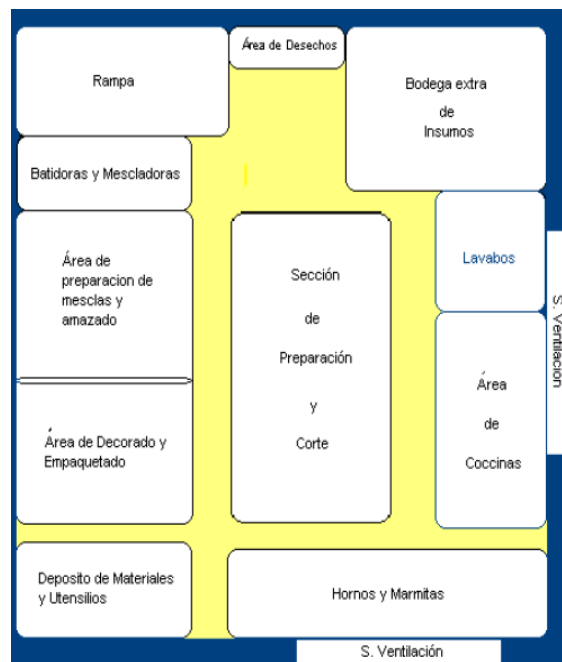 Área de Desechos
Rampa
Bodega extra
de
Insumos
Batidoras y Mescladoras
Área de
preparacion de
mesclas y
amazado
Sección
de
Preparación
y
Corte
Lavabos
S. Ventilación
Área
de
Coccinas
Área de Decorado y
Empaquetado
Deposito de Materiales
y Utensilios
Hornos y Marmitas
S. Ventilación